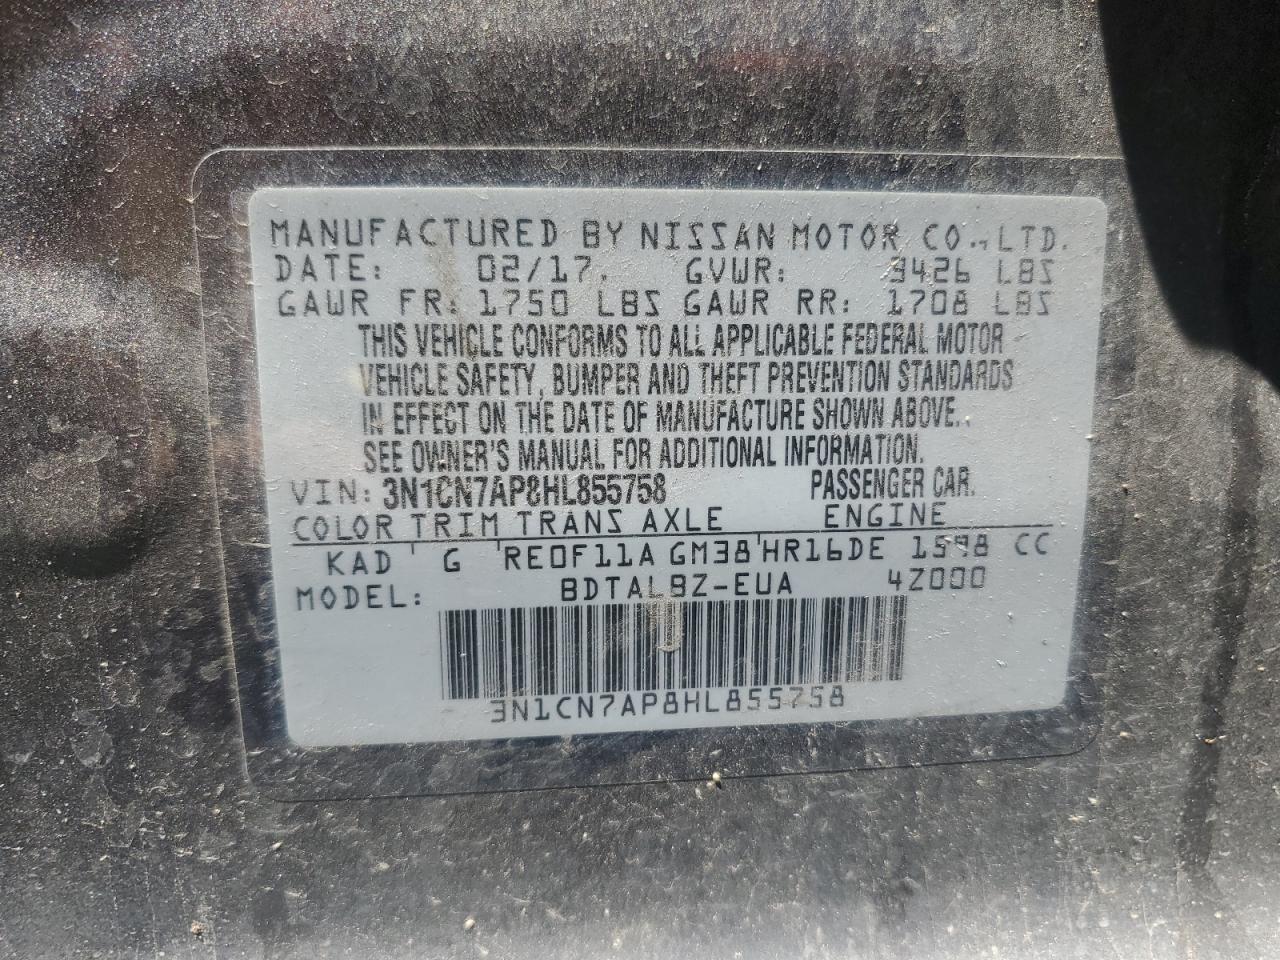 MANUFACTURED BY NISSAN MOTOR CO., LTD.
DATE: 02/17. GVWR: 3426 LBS
GAWR FR: 1750 LBS GAWR RR: 1708 LBS
THIS VEHICLE CONFORMS TO ALL APPLICABLE FEDERAL MOTOR
VEHICLE SAFETY, BUMPER AND THEFT PREVENTION STANDARDS
IN EFFECT ON THE DATE OF MANUFACTURE SHOWN ABOVE.
SEE OWNER'S MANUAL FOR ADDITIONAL INFORMATION.
VIN: 3N1CN7AP8HL855758 PASSENGER CAR.
COLOR TRIM TRANS AXLE ENGINE
KAD G RE0F11A GM38 HR16DE 1598 CC
MODEL: BDTALBZ-EUA 4Z000
3N1CN7AP8HL855758